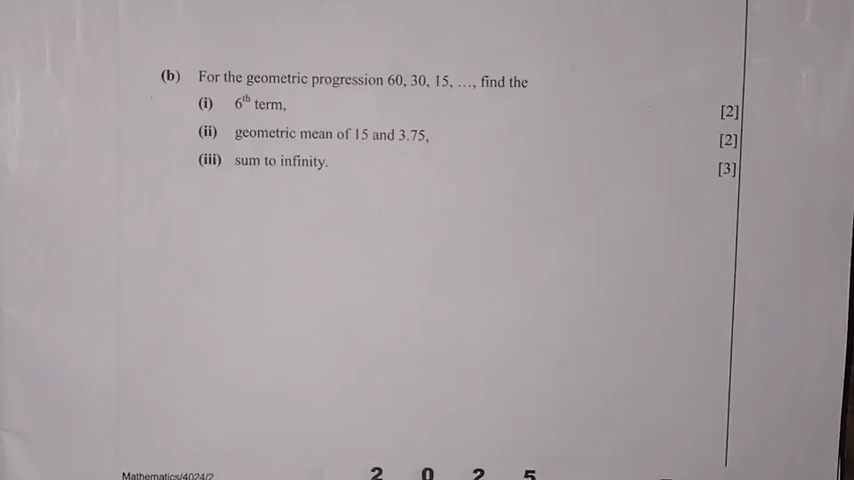 (b) For the geometric progression 60, 30, 15, …, find the
(i) 6th term, [2]
(ii) geometric mean of 15 and 3.75, [2]
(iii) sum to infinity. [3]
Mathematics/4024/2 2 0 2 5